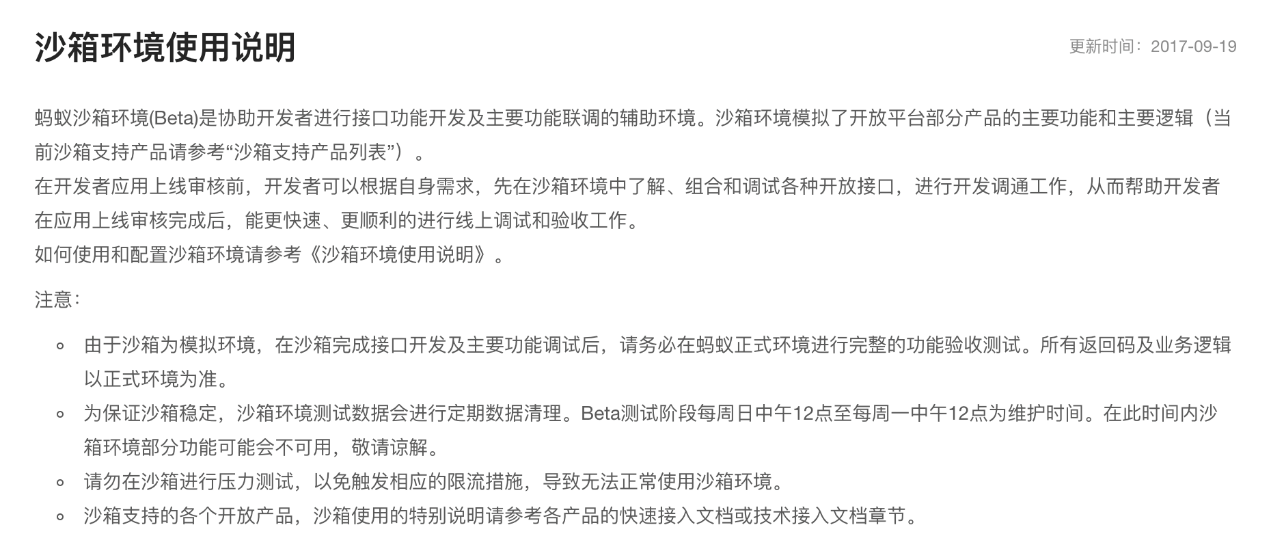 沙箱环境使用说明
更新时间：2017-09-19
蚂蚁沙箱环境(Beta)是协助开发者进行接口功能开发及主要功能联调的辅助环境。沙箱环境模拟了开放平台部分产品的主要功能和主要逻辑（当
前沙箱支持产品请参考“沙箱支持产品列表”）。
在开发者应用上线审核前，开发者可以根据自身需求，先在沙箱环境中了解、组合和调试各种开放接口，进行开发调通工作，从而帮助开发者
在应用上线审核完成后，能更快速、更顺利的进行线上调试和验收工作。
如何使用和配置沙箱环境请参考《沙箱环境使用说明》。
注意：
由于沙箱为模拟环境，在沙箱完成接口开发及主要功能调试后，请务必在蚂蚁正式环境进行完整的功能验收测试。所有返回码及业务逻辑
以正式环境为准。
为保证沙箱稳定，沙箱环境测试数据会进行定期数据清理。Beta测试阶段每周日中午12点至每周一中午12点为维护时间。在此时间内沙
箱环境部分功能可能会不可用，敬请谅解。
请勿在沙箱进行压力测试，以免触发相应的限流措施，导致无法正常使用沙箱环境。
沙箱支持的各个开放产品，沙箱使用的特别说明请参考各产品的快速接入文档或技术接入文档章节。